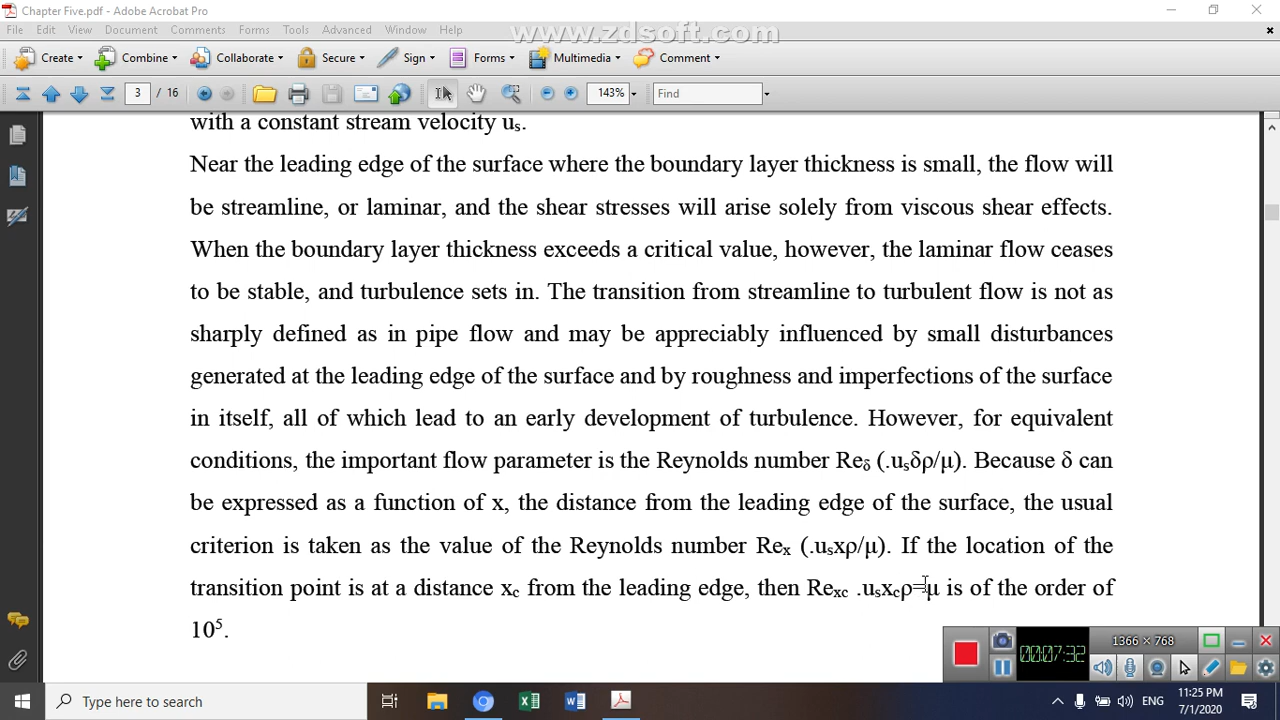 Chapter Five.pdf - Adobe Acrobat Pro
File Edit View Document Comments Forms Tools Advanced Window Help
www.zdsoft.com
Create Combine Collaborate Secure Sign Forms Multimedia Comment
3 / 16 143% Find
with a constant stream velocity uₛ.
Near the leading edge of the surface where the boundary layer thickness is small, the flow will
be streamline, or laminar, and the shear stresses will arise solely from viscous shear effects.
When the boundary layer thickness exceeds a critical value, however, the laminar flow ceases
to be stable, and turbulence sets in. The transition from streamline to turbulent flow is not as
sharply defined as in pipe flow and may be appreciably influenced by small disturbances
generated at the leading edge of the surface and by roughness and imperfections of the surface
in itself, all of which lead to an early development of turbulence. However, for equivalent
conditions, the important flow parameter is the Reynolds number Reδ (.uₛδρ/μ). Because δ can
be expressed as a function of x, the distance from the leading edge of the surface, the usual
criterion is taken as the value of the Reynolds number Reₓ (.uₛxρ/μ). If the location of the
transition point is at a distance xc from the leading edge, then Rexc .uₛxcρ=μ is of the order of
10⁵.
1366 × 768
00:07:32
Type here to search
ENG
11:25 PM
7/1/2020